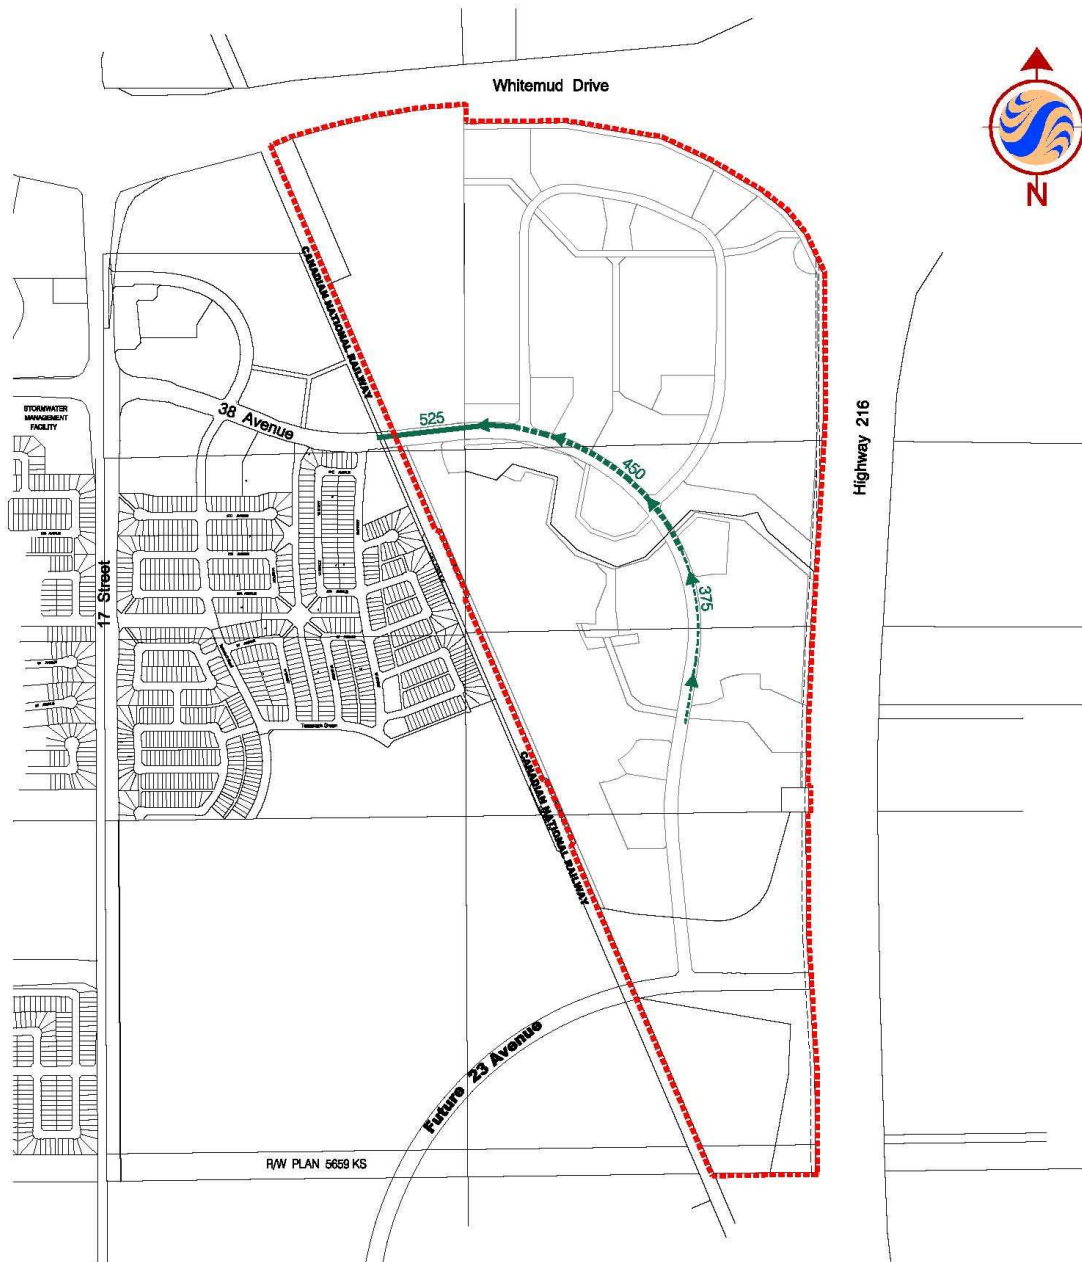 Whitemud Drive
N
CANADIAN NATIONAL RAILWAY
STORMWATER
MANAGEMENT
FACILITY
38 Avenue
525
450
375
Highway 216
17 Street
CANADIAN NATIONAL RAILWAY
Future 23 Avenue
R/W PLAN 5659 KS